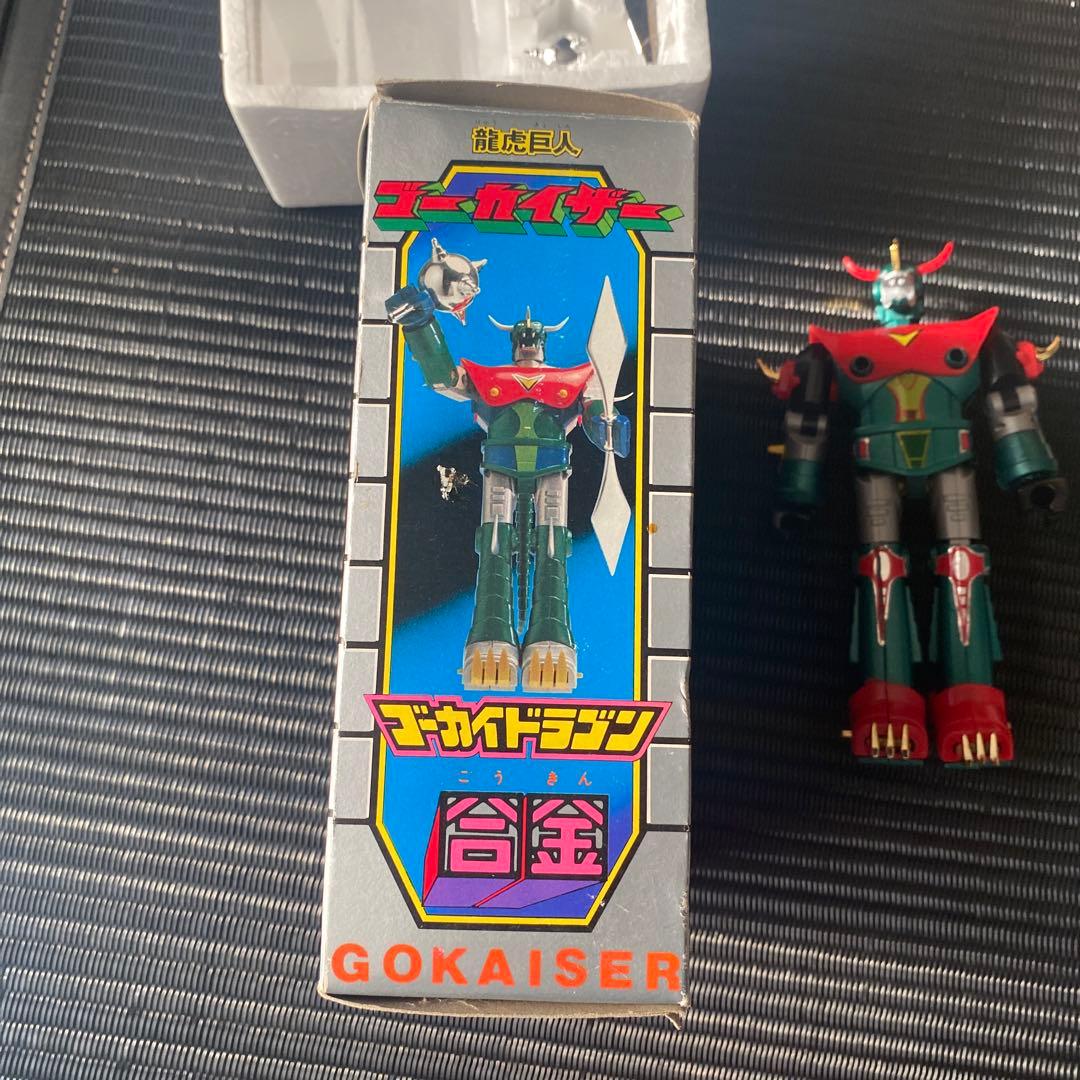 龍虎巨人
ゴーカイザー
ゴーカイドラゴン
こうきん
合金
GOKAISER